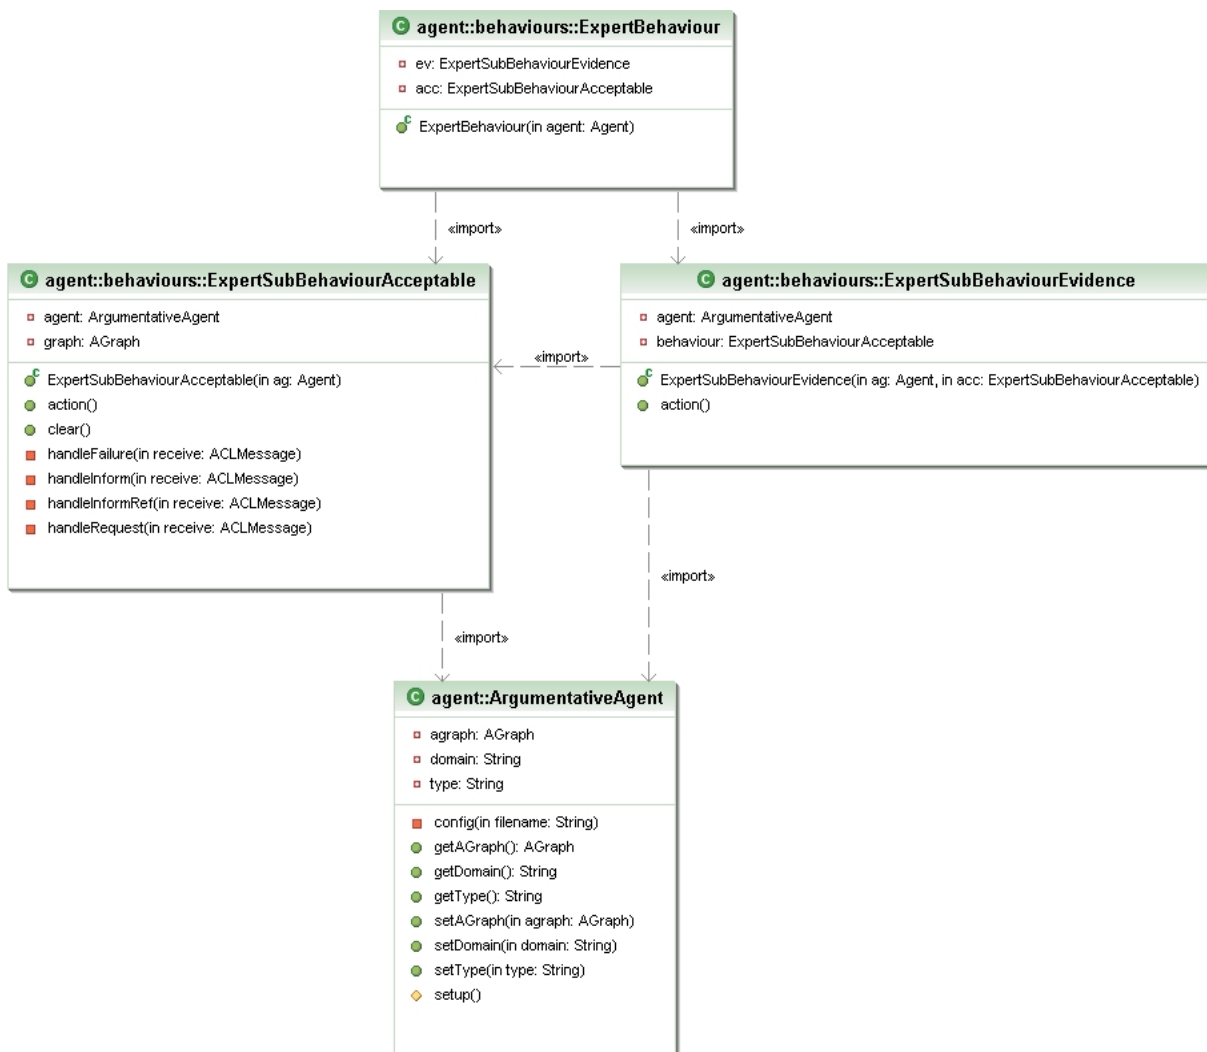 C agent::behaviours::ExpertBehaviour
ev: ExpertSubBehaviourEvidence
acc: ExpertSubBehaviourAcceptable
C ExpertBehaviour(in agent: Agent)
«import»
«import»
C agent::behaviours::ExpertSubBehaviourAcceptable
agent: ArgumentativeAgent
graph: AGraph
C ExpertSubBehaviourAcceptable(in ag: Agent)
action()
clear()
handleFailure(in receive: ACLMessage)
handleInform(in receive: ACLMessage)
handleInformRef(in receive: ACLMessage)
handleRequest(in receive: ACLMessage)
«import»
C agent::behaviours::ExpertSubBehaviourEvidence
agent: ArgumentativeAgent
behaviour: ExpertSubBehaviourAcceptable
C ExpertSubBehaviourEvidence(in ag: Agent, in acc: ExpertSubBehaviourAcceptable)
action()
«import»
«import»
C agent::ArgumentativeAgent
agraph: AGraph
domain: String
type: String
config(in filename: String)
getAGraph(): AGraph
getDomain(): String
getType(): String
setAGraph(in agraph: AGraph)
setDomain(in domain: String)
setType(in type: String)
setup()